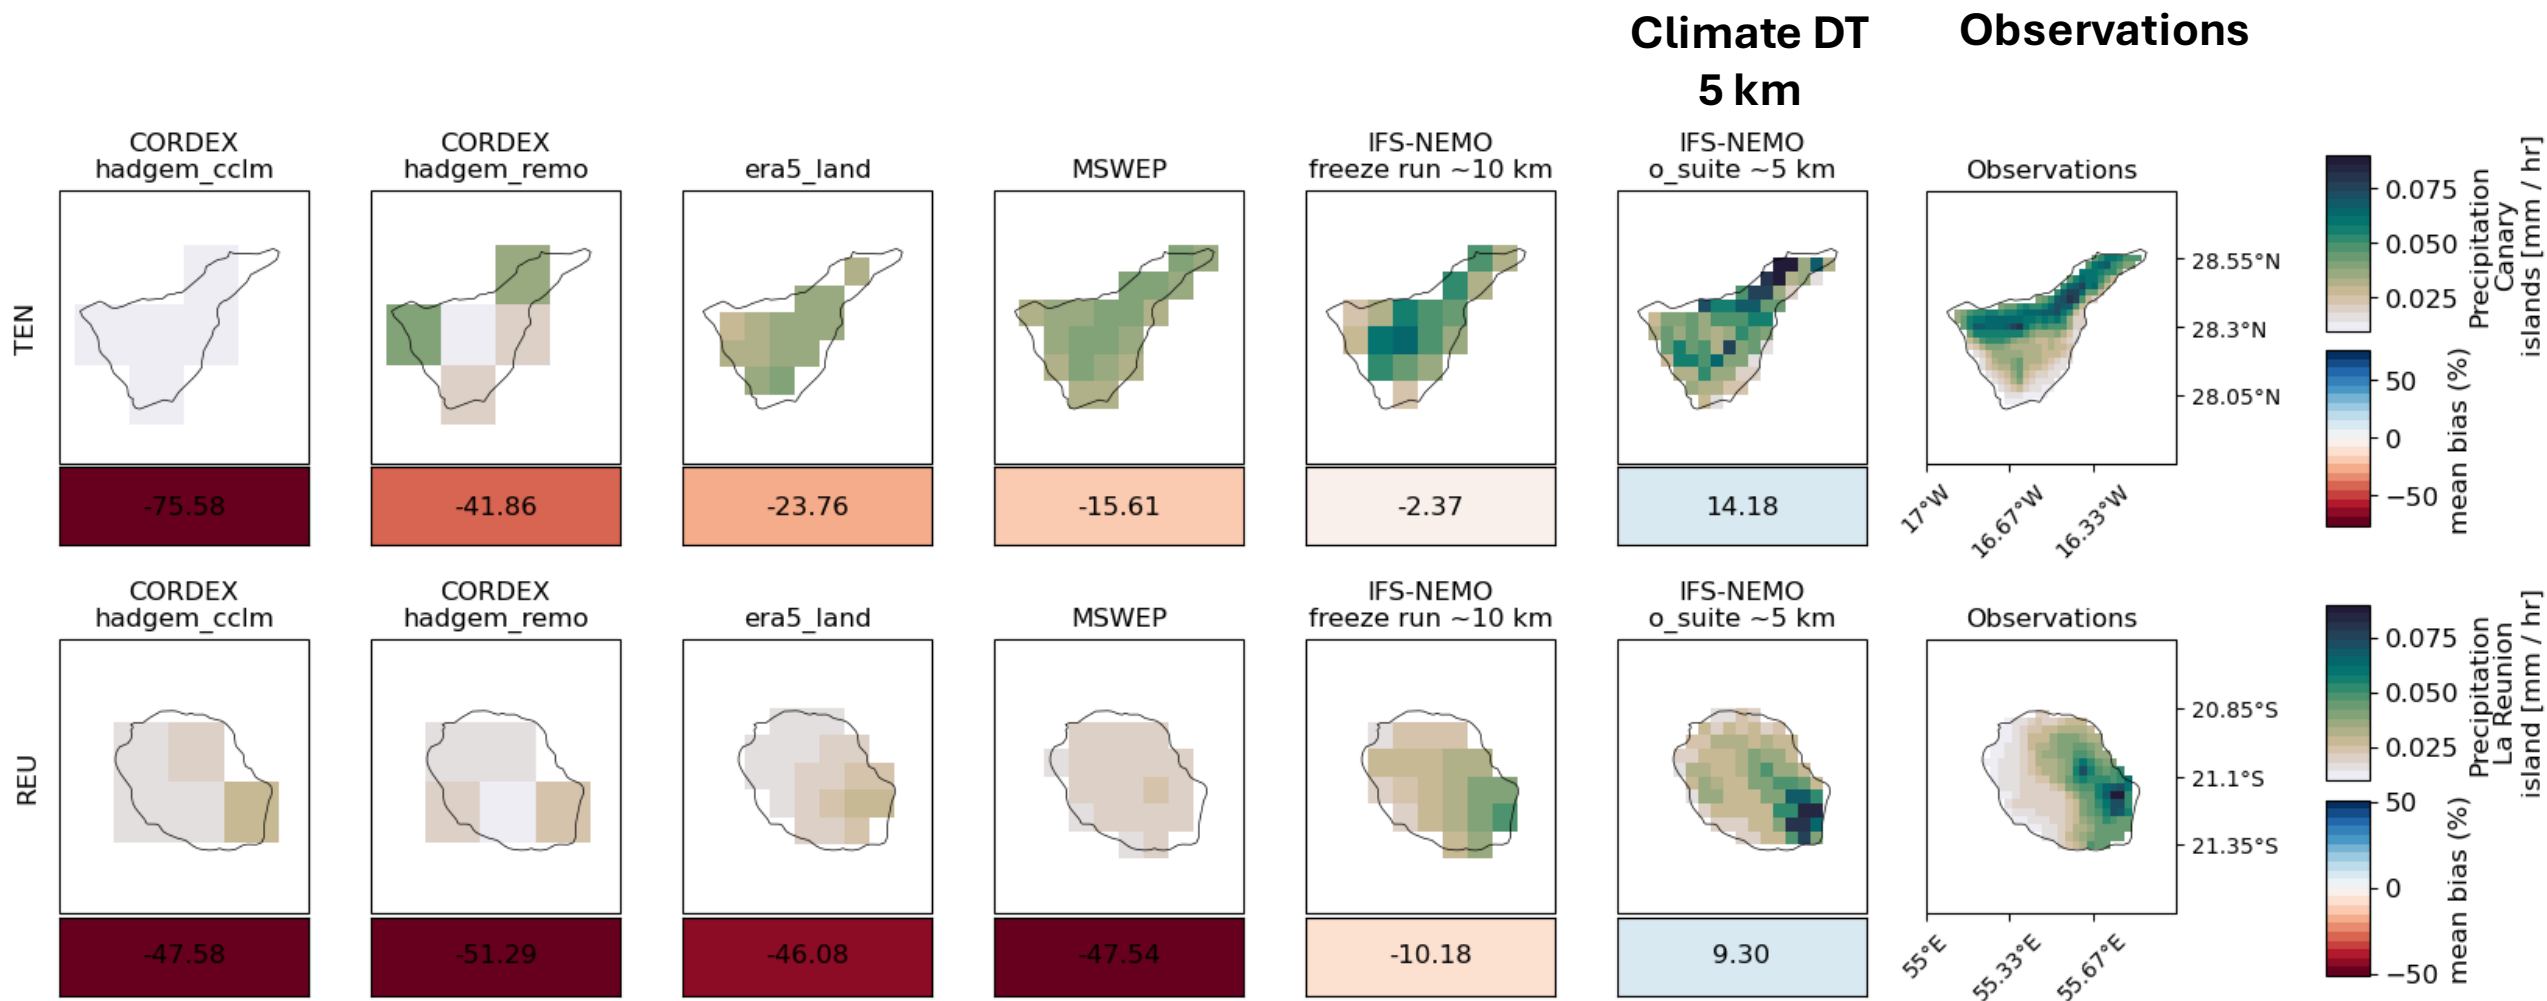 Climate DT
5 km
Observations
CORDEX
hadgem_cclm
CORDEX
hadgem_remo
era5_land
MSWEP
IFS-NEMO
freeze run ~10 km
IFS-NEMO
o_suite ~5 km
Observations
TEN
28.55°N
28.3°N
28.05°N
17°W
16.67°W
16.33°W
0.075
0.050
0.025
Precipitation
Canary
islands [mm / hr]
50
0
−50
mean bias (%)
-75.58
-41.86
-23.76
-15.61
-2.37
14.18
CORDEX
hadgem_cclm
CORDEX
hadgem_remo
era5_land
MSWEP
IFS-NEMO
freeze run ~10 km
IFS-NEMO
o_suite ~5 km
Observations
REU
20.85°S
21.1°S
21.35°S
55°E
55.33°E
55.67°E
0.075
0.050
0.025
Precipitation
La Reunion
island [mm / hr]
50
0
−50
mean bias (%)
-47.58
-51.29
-46.08
-47.54
-10.18
9.30